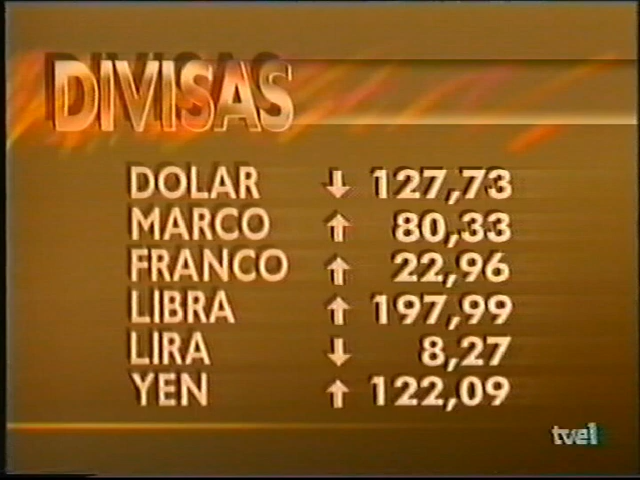 DIVISAS
DOLAR ↓ 127,73
MARCO ↑ 80,33
FRANCO ↑ 22,96
LIBRA ↑ 197,99
LIRA ↓ 8,27
YEN ↑ 122,09
tve1